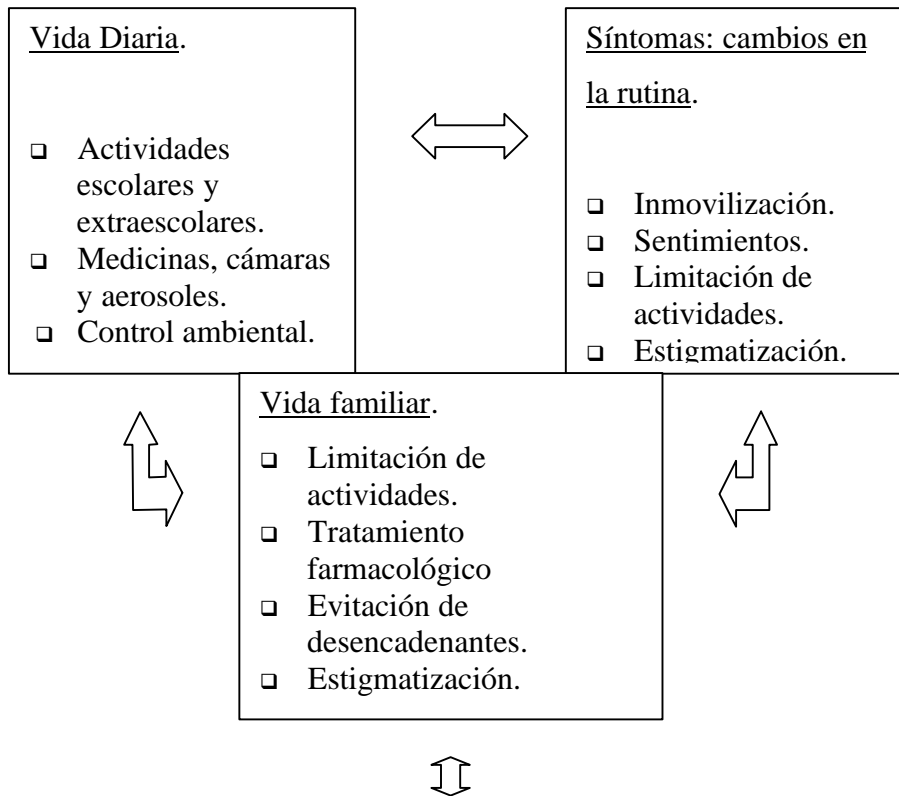 Vida Diaria.
❑ Actividades
escolares y
extraescolares.
❑ Medicinas, cámaras
y aerosoles.
❑ Control ambiental.
Síntomas: cambios en
la rutina.
❑ Inmovilización.
❑ Sentimientos.
❑ Limitación de
actividades.
❑ Estigmatización.
Vida familiar.
❑ Limitación de
actividades.
❑ Tratamiento
farmacológico
❑ Evitación de
desencadenantes.
❑ Estigmatización.